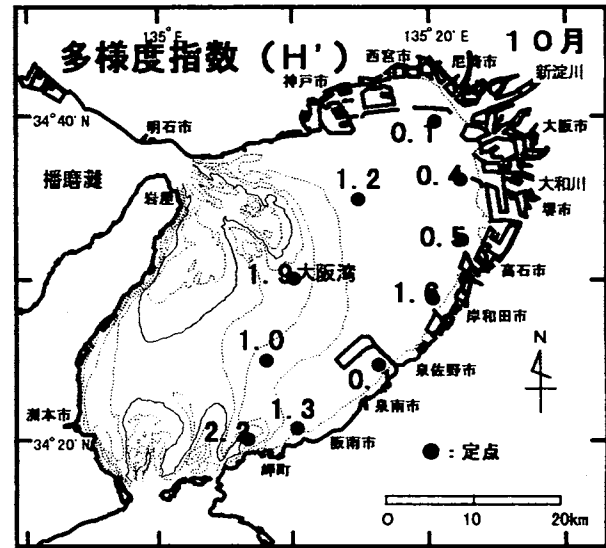 135°E
135°20'E
多様度指数（H'）
10月
西宮市
尼崎市
新淀川
神戸市
34°40'N
明石市
0.1
大阪市
播磨灘
岩屋
1.2
0.4
大和川
堺市
0.5
1.9
大阪湾
高石市
1.6
岸和田市
N
1.0
0.
泉佐野市
泉南市
洲本市
34°20'N
2.2
1.3
阪南市
岬町
●：定点
0 10 20km